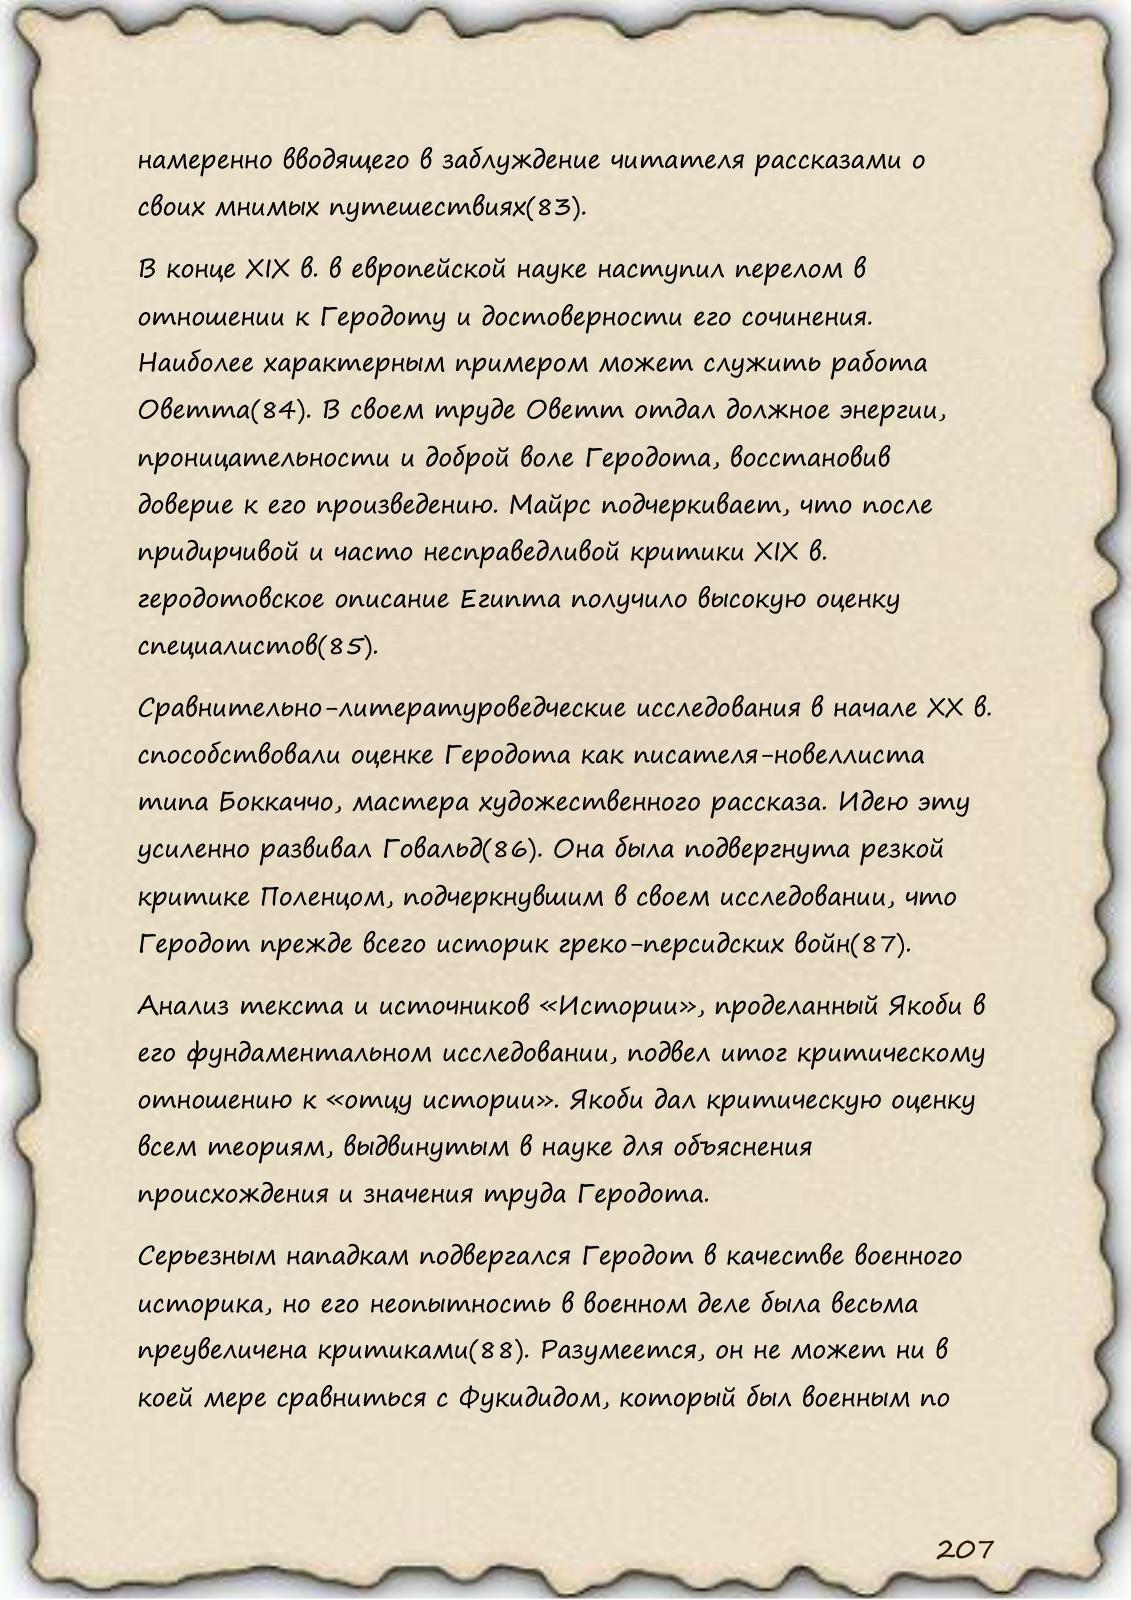 намеренно вводящего в заблуждение читателя рассказами о
своих мнимых путешествиях(83).
В конце XIX в. в европейской науке наступил перелом в
отношении к Геродоту и достоверности его сочинения.
Наиболее характерным примером может служить работа
Оветта(84). В своем труде Оветт отдал должное энергии,
проницательности и доброй воле Геродота, восстановив
доверие к его произведению. Майрс подчеркивает, что после
придирчивой и часто несправедливой критики XIX в.
геродотовское описание Египта получило высокую оценку
специалистов(85).
Сравнительно-литературоведческие исследования в начале XX в.
способствовали оценке Геродота как писателя-новеллиста
типа Боккаччо, мастера художественного рассказа. Идею эту
усиленно развивал Говальд(86). Она была подвергнута резкой
критике Поленцом, подчеркнувшим в своем исследовании, что
Геродот прежде всего историк греко-персидских войн(87).
Анализ текста и источников «Истории», проделанный Якоби в
его фундаментальном исследовании, подвел итог критическому
отношению к «отцу истории». Якоби дал критическую оценку
всем теориям, выдвинутым в науке для объяснения
происхождения и значения труда Геродота.
Серьезным нападкам подвергался Геродот в качестве военного
историка, но его неопытность в военном деле была весьма
преувеличена критиками(88). Разумеется, он не может ни в
коей мере сравниться с Фукидидом, который был военным по
207